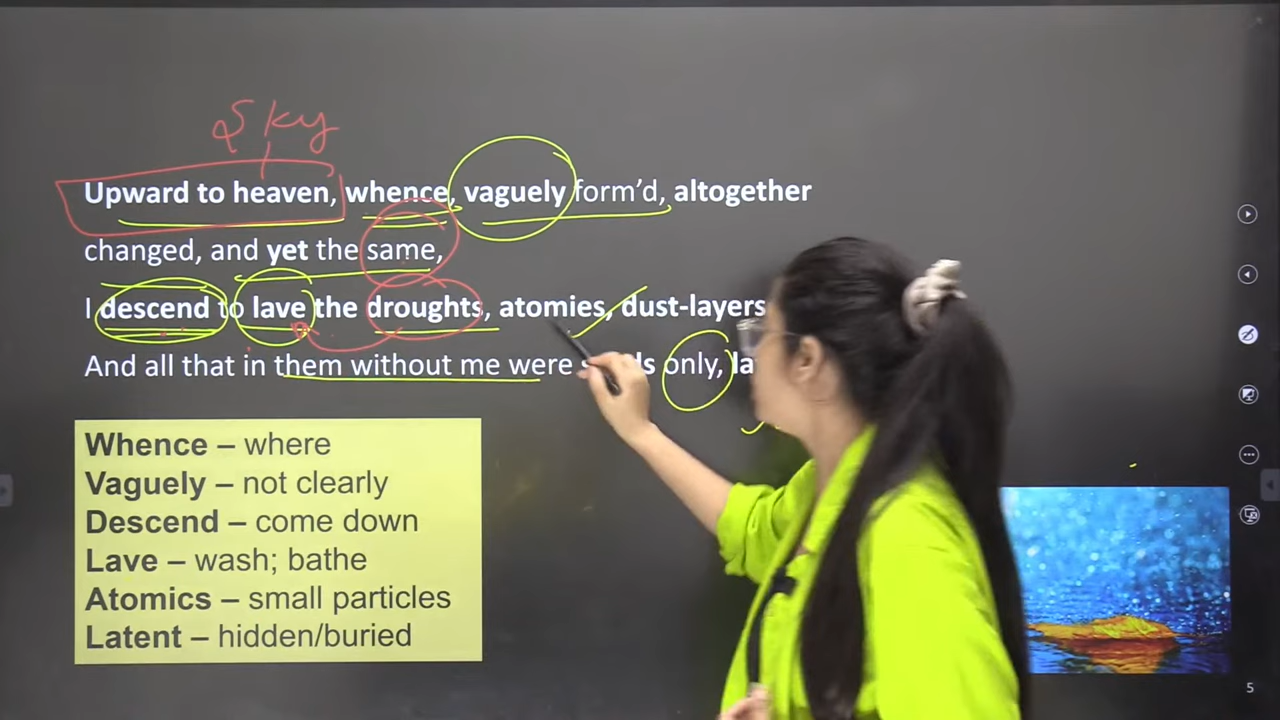 Sky
Upward to heaven, whence, vaguely form'd, altogether
changed, and yet the same,
I descend to lave the droughts, atomies, dust-layers
And all that in them without me were only,
Whence – where
Vaguely – not clearly
Descend – come down
Lave – wash; bathe
Atomics – small particles
Latent – hidden/buried
5